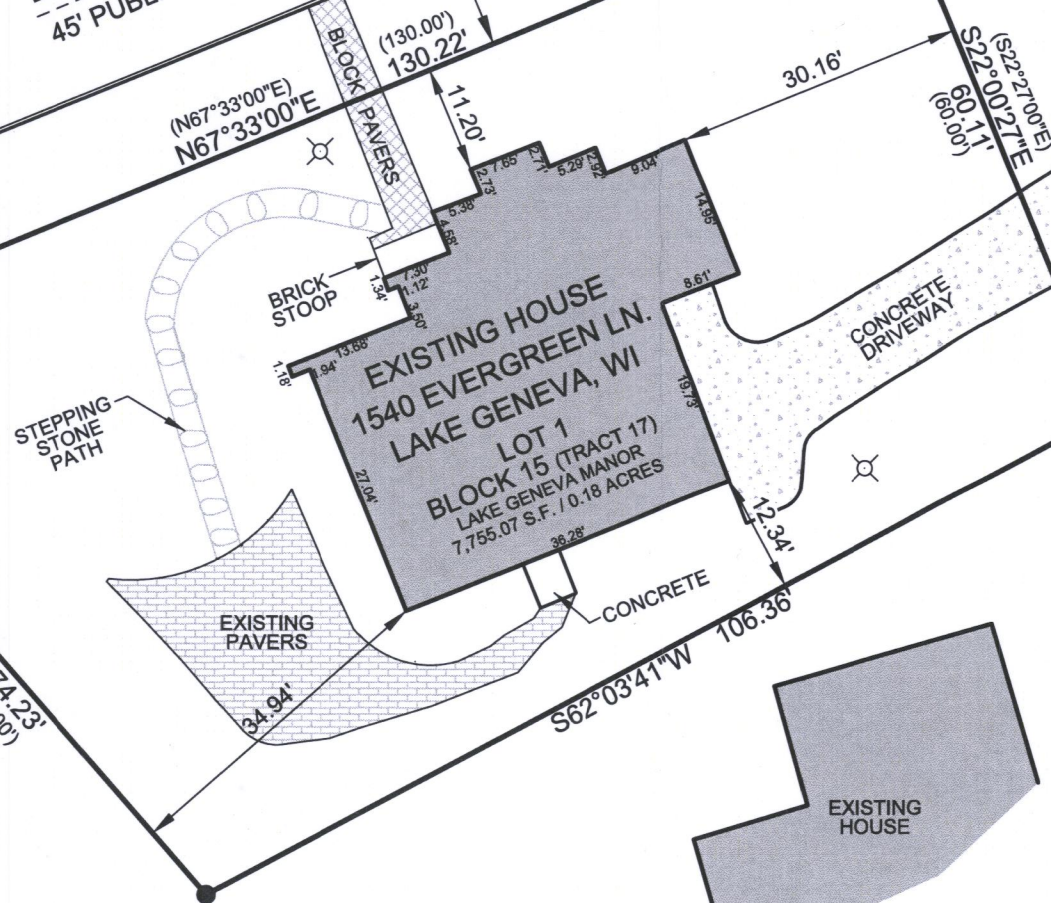 45' PUBL
(130.00')
130.22'
(N67°33'00"E)
N67°33'00"E
BLOCK PAVERS
11.20'
30.16'
(S22°27'00"E)
S22°00'27"E
60.11'
(60.00')
7.65'
2.71'
5.29'
2.92'
9.04'
2.73'
5.38'
4.58'
14.95'
7.30'
1.12'
1.34'
3.50'
8.61'
BRICK
STOOP
13.68'
1.18'
1.94'
EXISTING HOUSE
1540 EVERGREEN LN.
LAKE GENEVA, WI
LOT 1
BLOCK 15 (TRACT 17)
LAKE GENEVA MANOR
7,755.07 S.F. / 0.18 ACRES
CONCRETE
DRIVEWAY
19.73'
STEPPING
STONE
PATH
27.04'
36.28'
12.34'
CONCRETE
EXISTING
PAVERS
34.94'
S62°03'41"W 106.36'
74.23'
00')
EXISTING
HOUSE